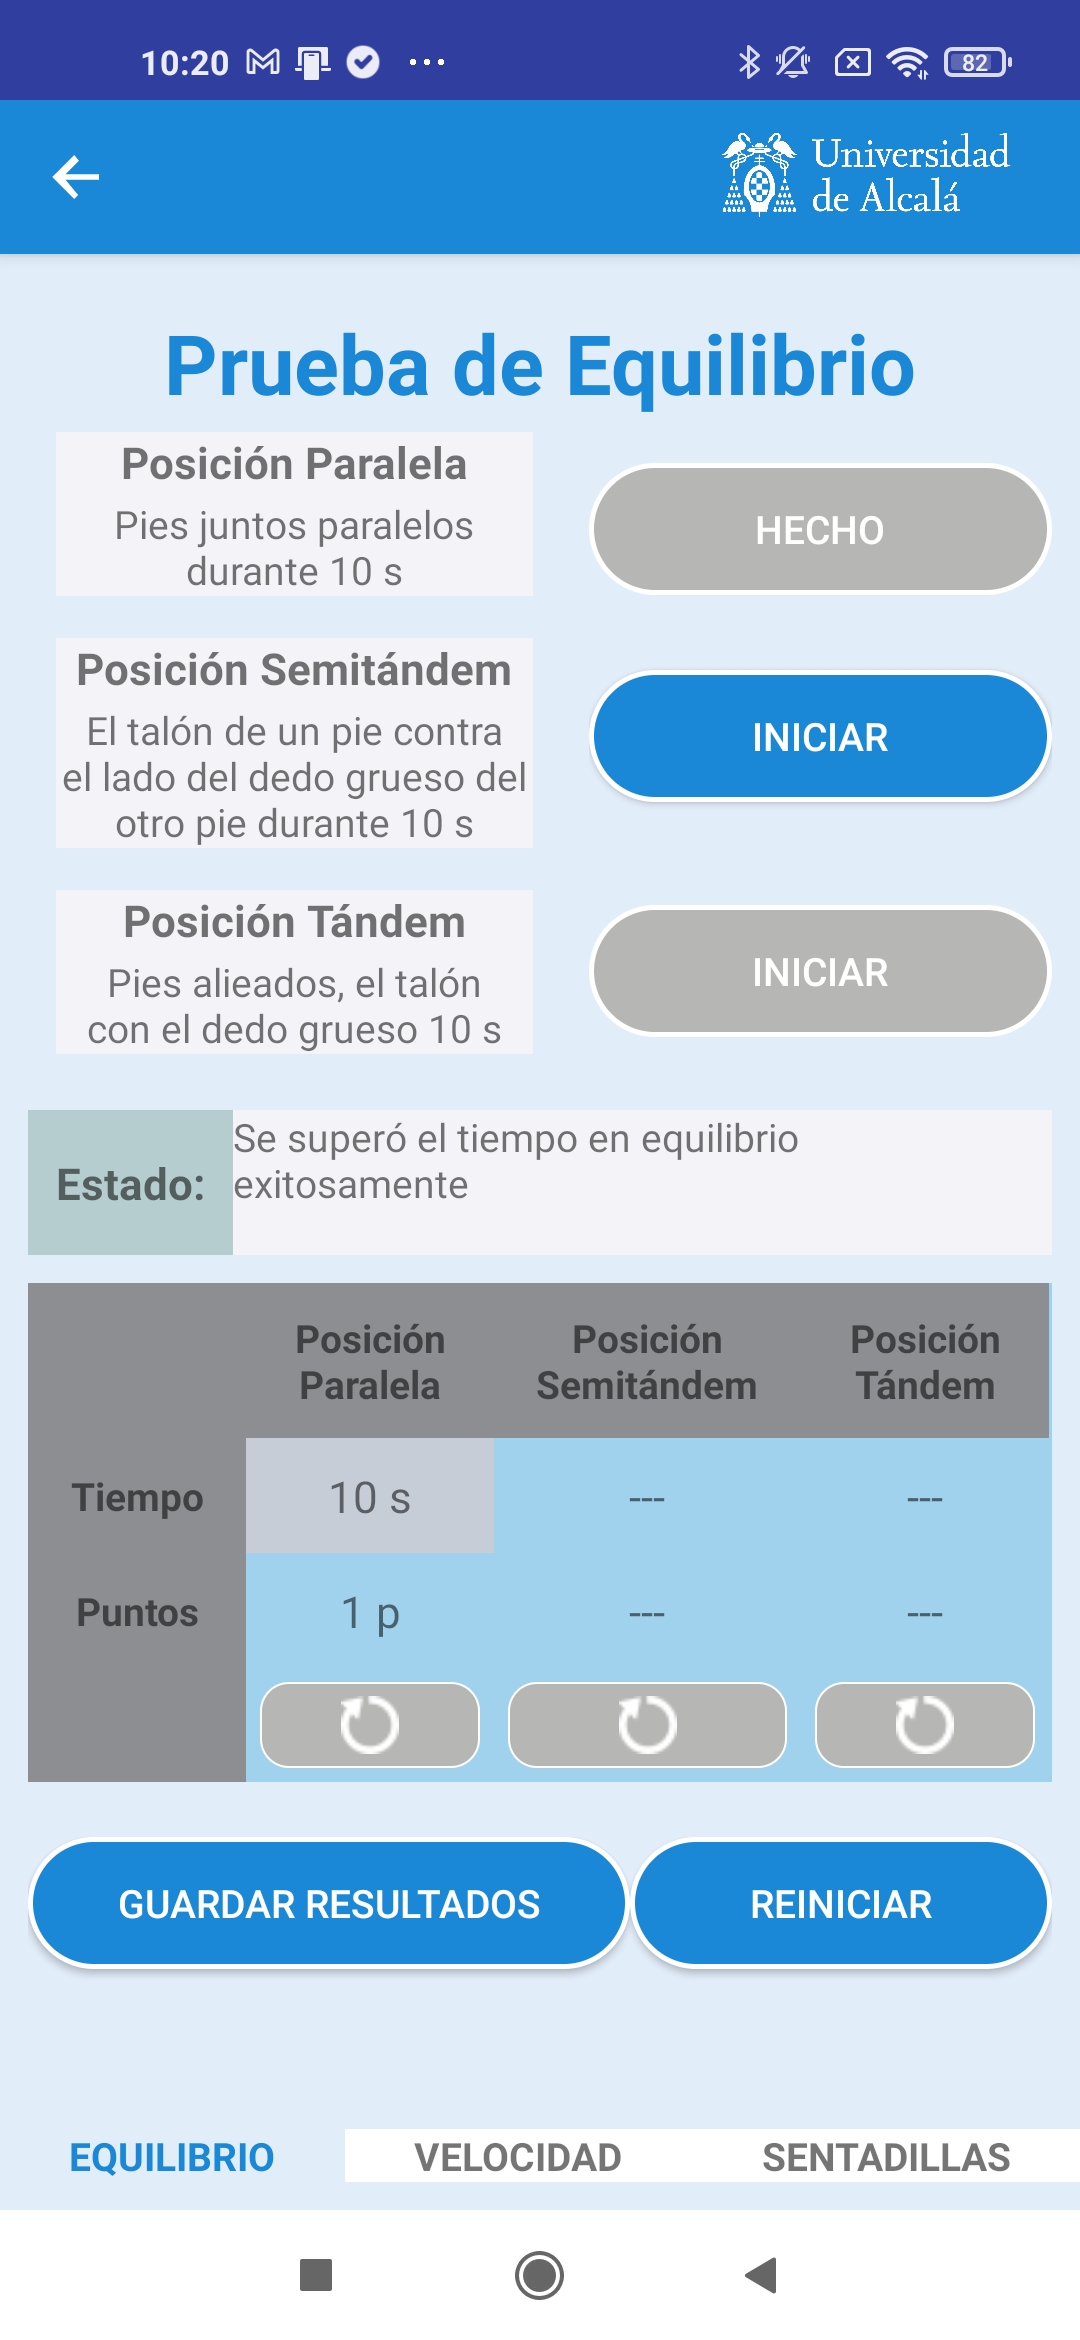 10:20
82
Universidad
de Alcalá
Prueba de Equilibrio
Posición Paralela
Pies juntos paralelos
durante 10 s
HECHO
Posición Semitándem
El talón de un pie contra
el lado del dedo grueso del
otro pie durante 10 s
INICIAR
Posición Tándem
Pies alieados, el talón
con el dedo grueso 10 s
INICIAR
Estado:
Se superó el tiempo en equilibrio
exitosamente
Posición Paralela
Posición Semitándem
Posición Tándem
Tiempo 10 s --- ---
Puntos 1 p --- ---
GUARDAR RESULTADOS
REINICIAR
EQUILIBRIO VELOCIDAD SENTADILLAS